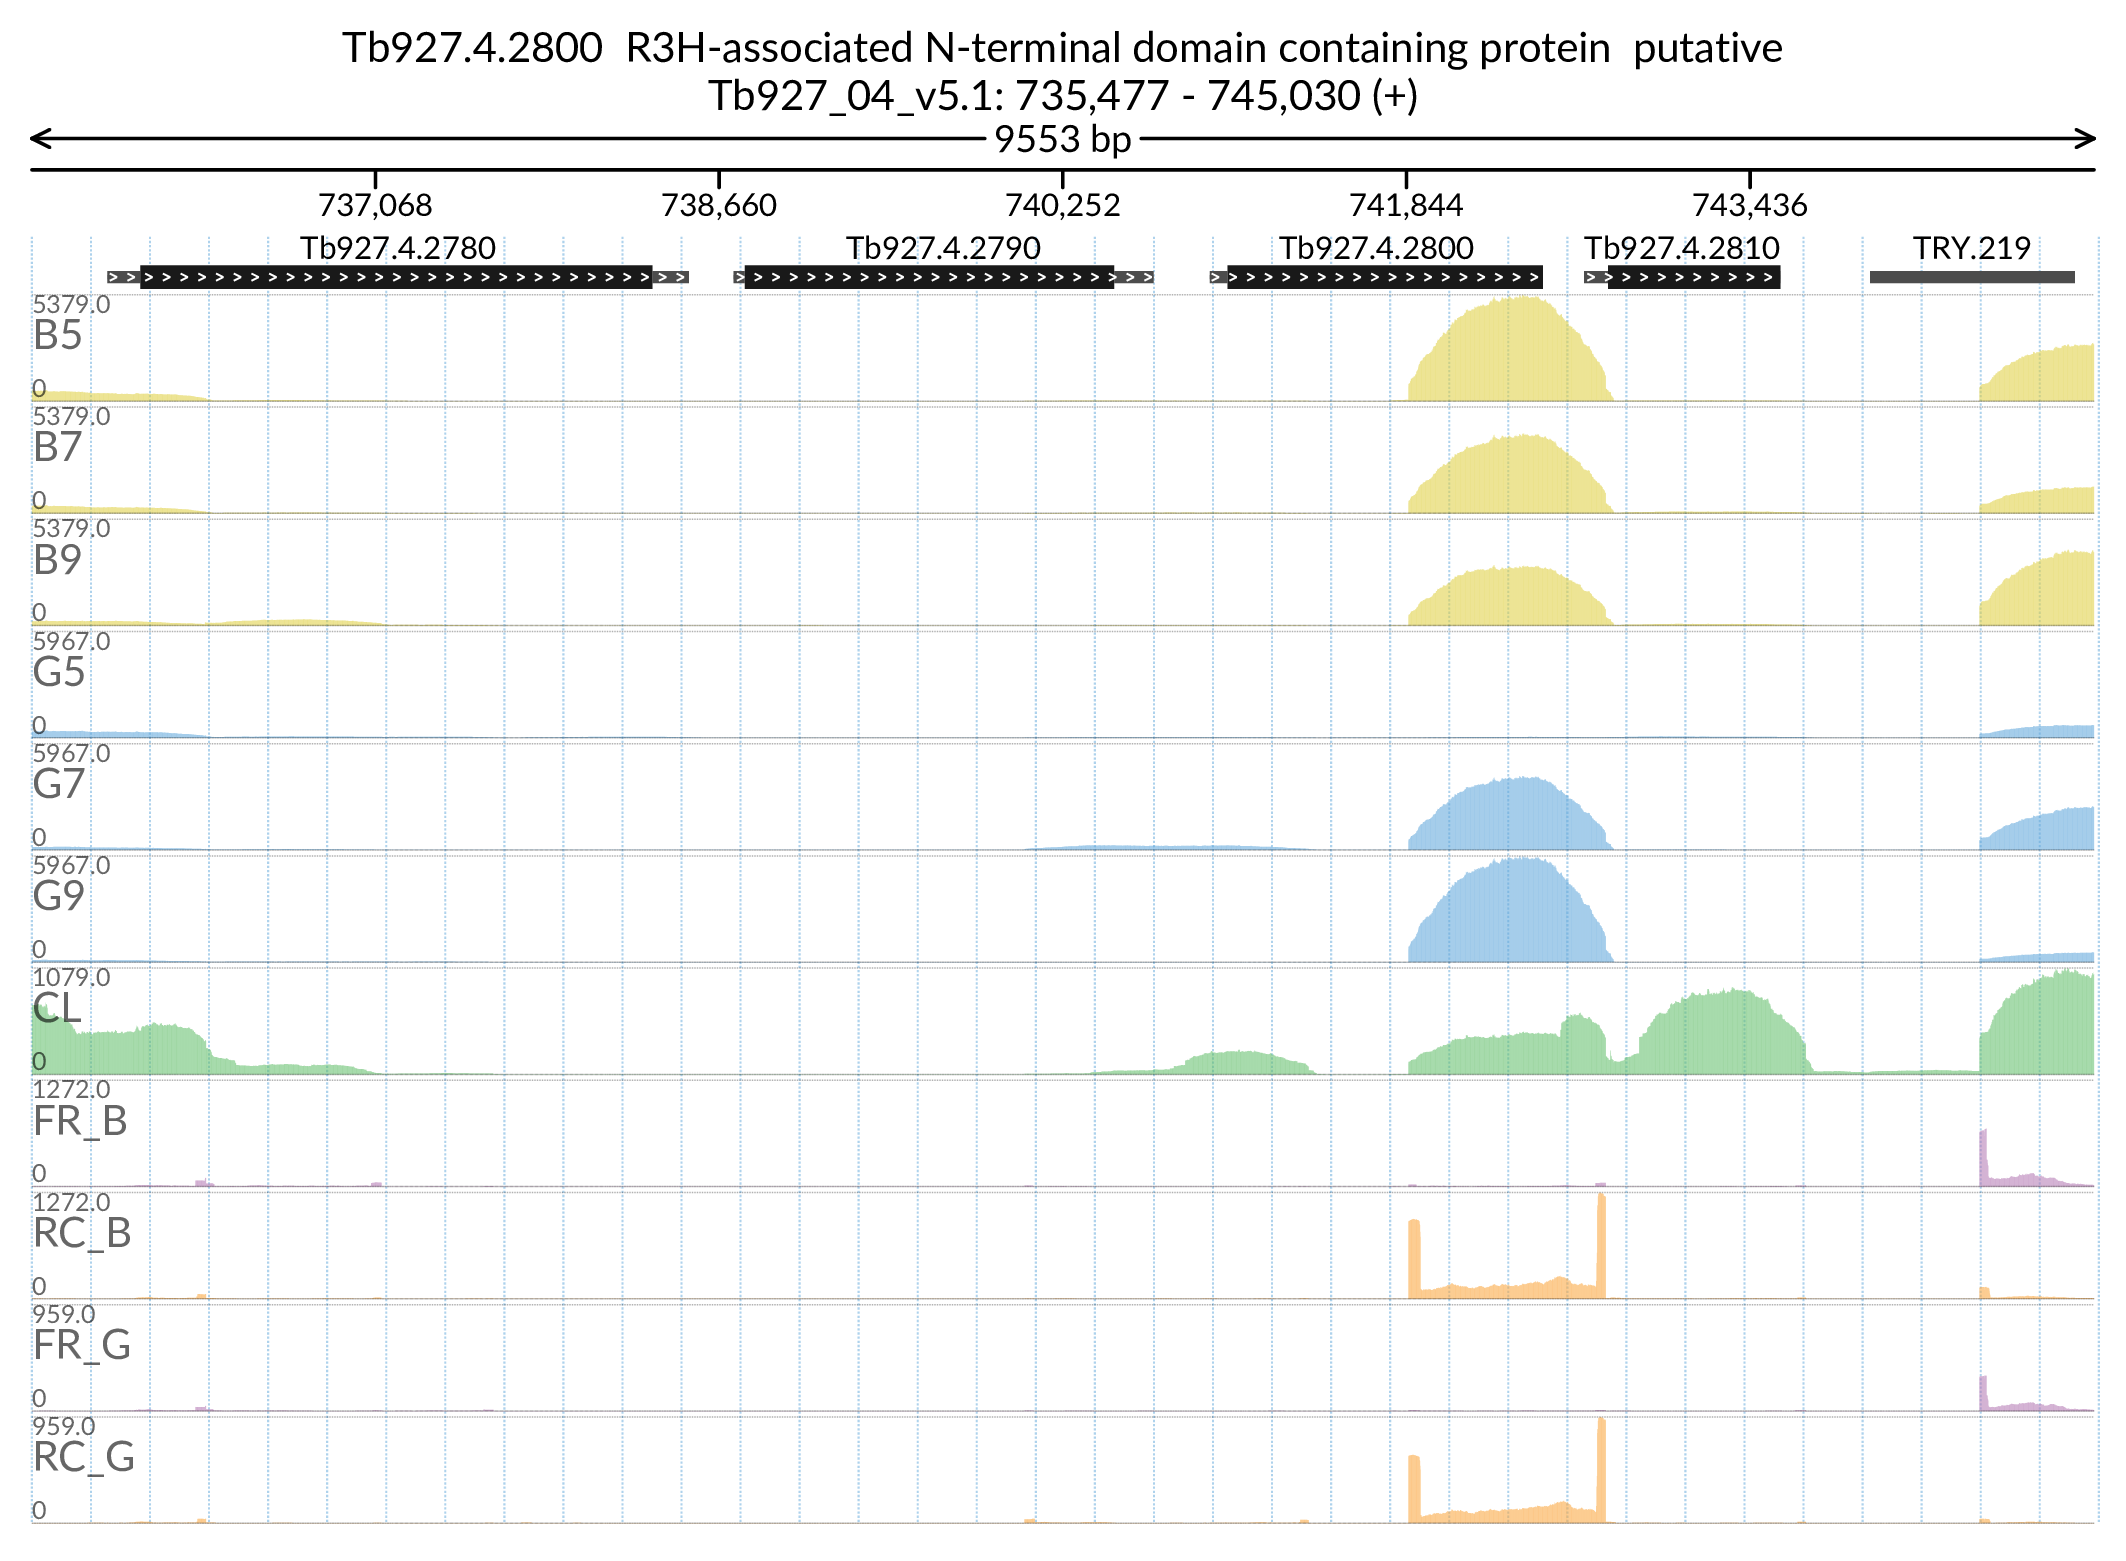 Tb927.4.2800  R3H-associated N-terminal domain containing protein  putative
Tb927_04_v5.1: 735,477 - 745,030 (+)
9553 bp
737,068 738,660 740,252 741,844 743,436
Tb927.4.2780 Tb927.4.2790 Tb927.4.2800 Tb927.4.2810 TRY.219
5379.0
B5
0
5379.0
B7
0
5379.0
B9
0
5967.0
G5
0
5967.0
G7
0
5967.0
G9
0
1079.0
CL
0
1272.0
FR_B
0
1272.0
RC_B
0
959.0
FR_G
0
959.0
RC_G
0